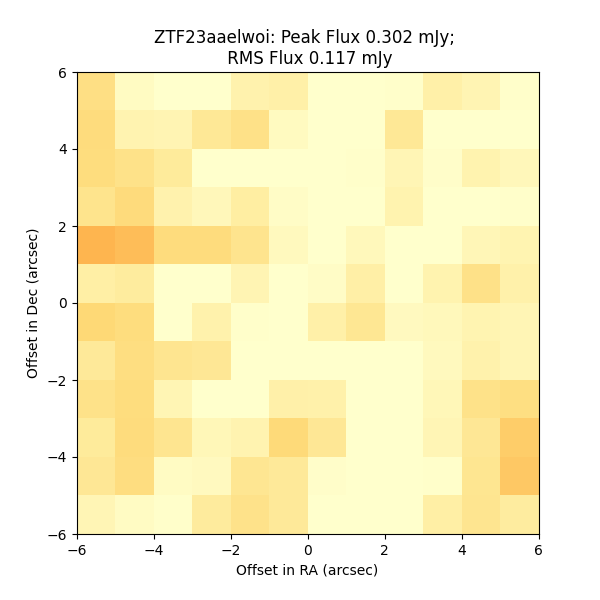 ZTF23aaelwoi: Peak Flux 0.302 mJy;
RMS Flux 0.117 mJy
6
4
2
0
−2
−4
−6
Offset in Dec (arcsec)
−6 −4 −2 0 2 4 6
Offset in RA (arcsec)